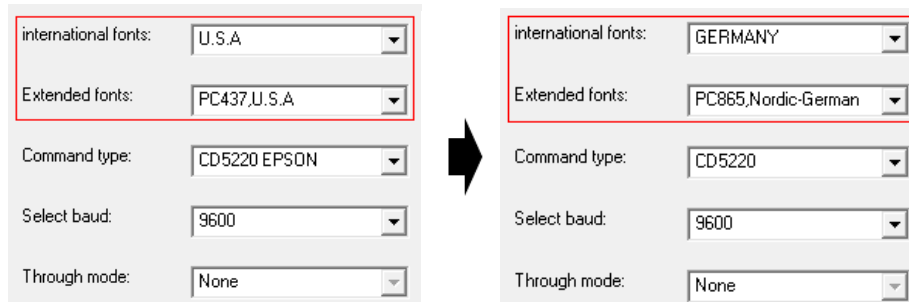 international fonts: U.S.A
Extended fonts: PC437,U.S.A
Command type: CD5220 EPSON
Select baud: 9600
Through mode: None
international fonts: GERMANY
Extended fonts: PC865,Nordic-German
Command type: CD5220
Select baud: 9600
Through mode: None